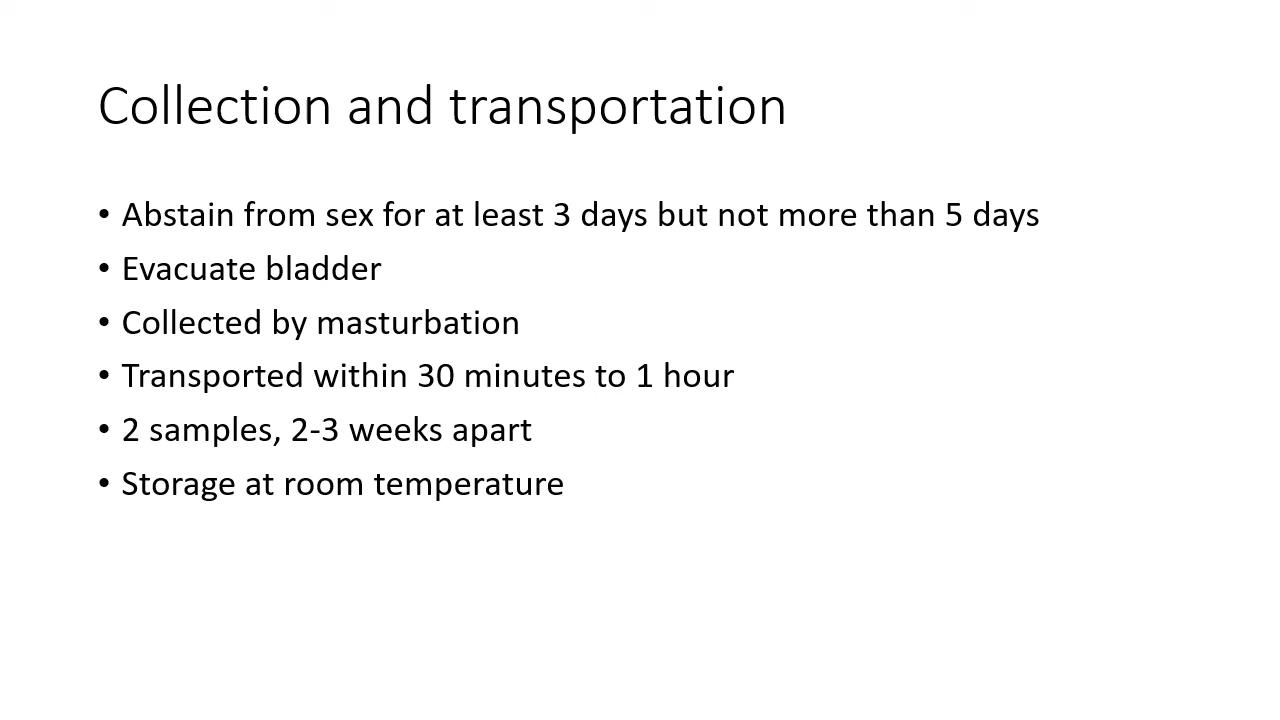 Collection and transportation
• Abstain from sex for at least 3 days but not more than 5 days
• Evacuate bladder
• Collected by masturbation
• Transported within 30 minutes to 1 hour
• 2 samples, 2-3 weeks apart
• Storage at room temperature